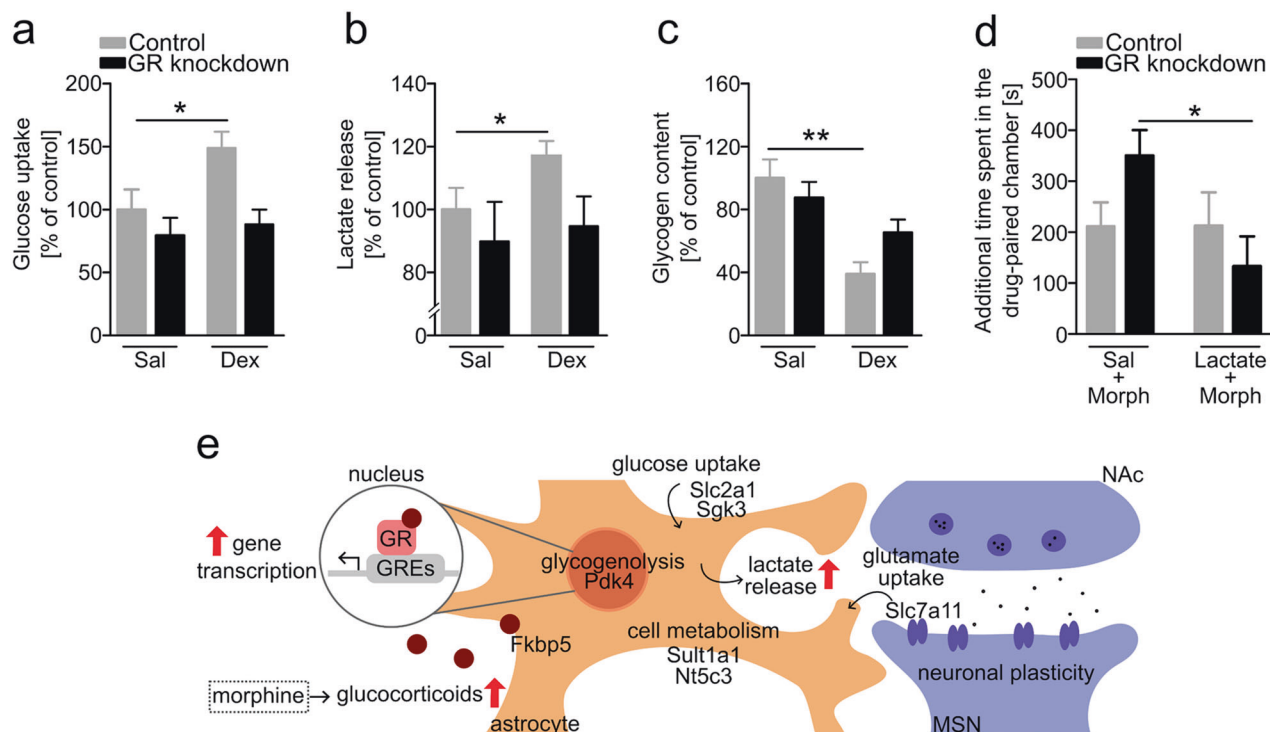 a
Control
GR knockdown
Glucose uptake
[% of control]
200
150
100
50
0
*
Sal
Dex
b
Lactate release
[% of control]
140
120
100
80
0
*
Sal
Dex
c
Glycogen content
[% of control]
160
120
80
40
0
**
Sal
Dex
d
Control
GR knockdown
Additional time spent in the
drug-paired chamber [s]
500
400
300
200
100
0
*
Sal
+
Morph
Lactate
+
Morph
e
nucleus
GR
GREs
gene
transcription
glucose uptake
Slc2a1
Sgk3
glycogenolysis
Pdk4
lactate
release
NAc
glutamate
uptake
Slc7a11
Fkbp5
cell metabolism
Sult1a1
Nt5c3
neuronal plasticity
morphine
glucocorticoids
astrocyte
MSN